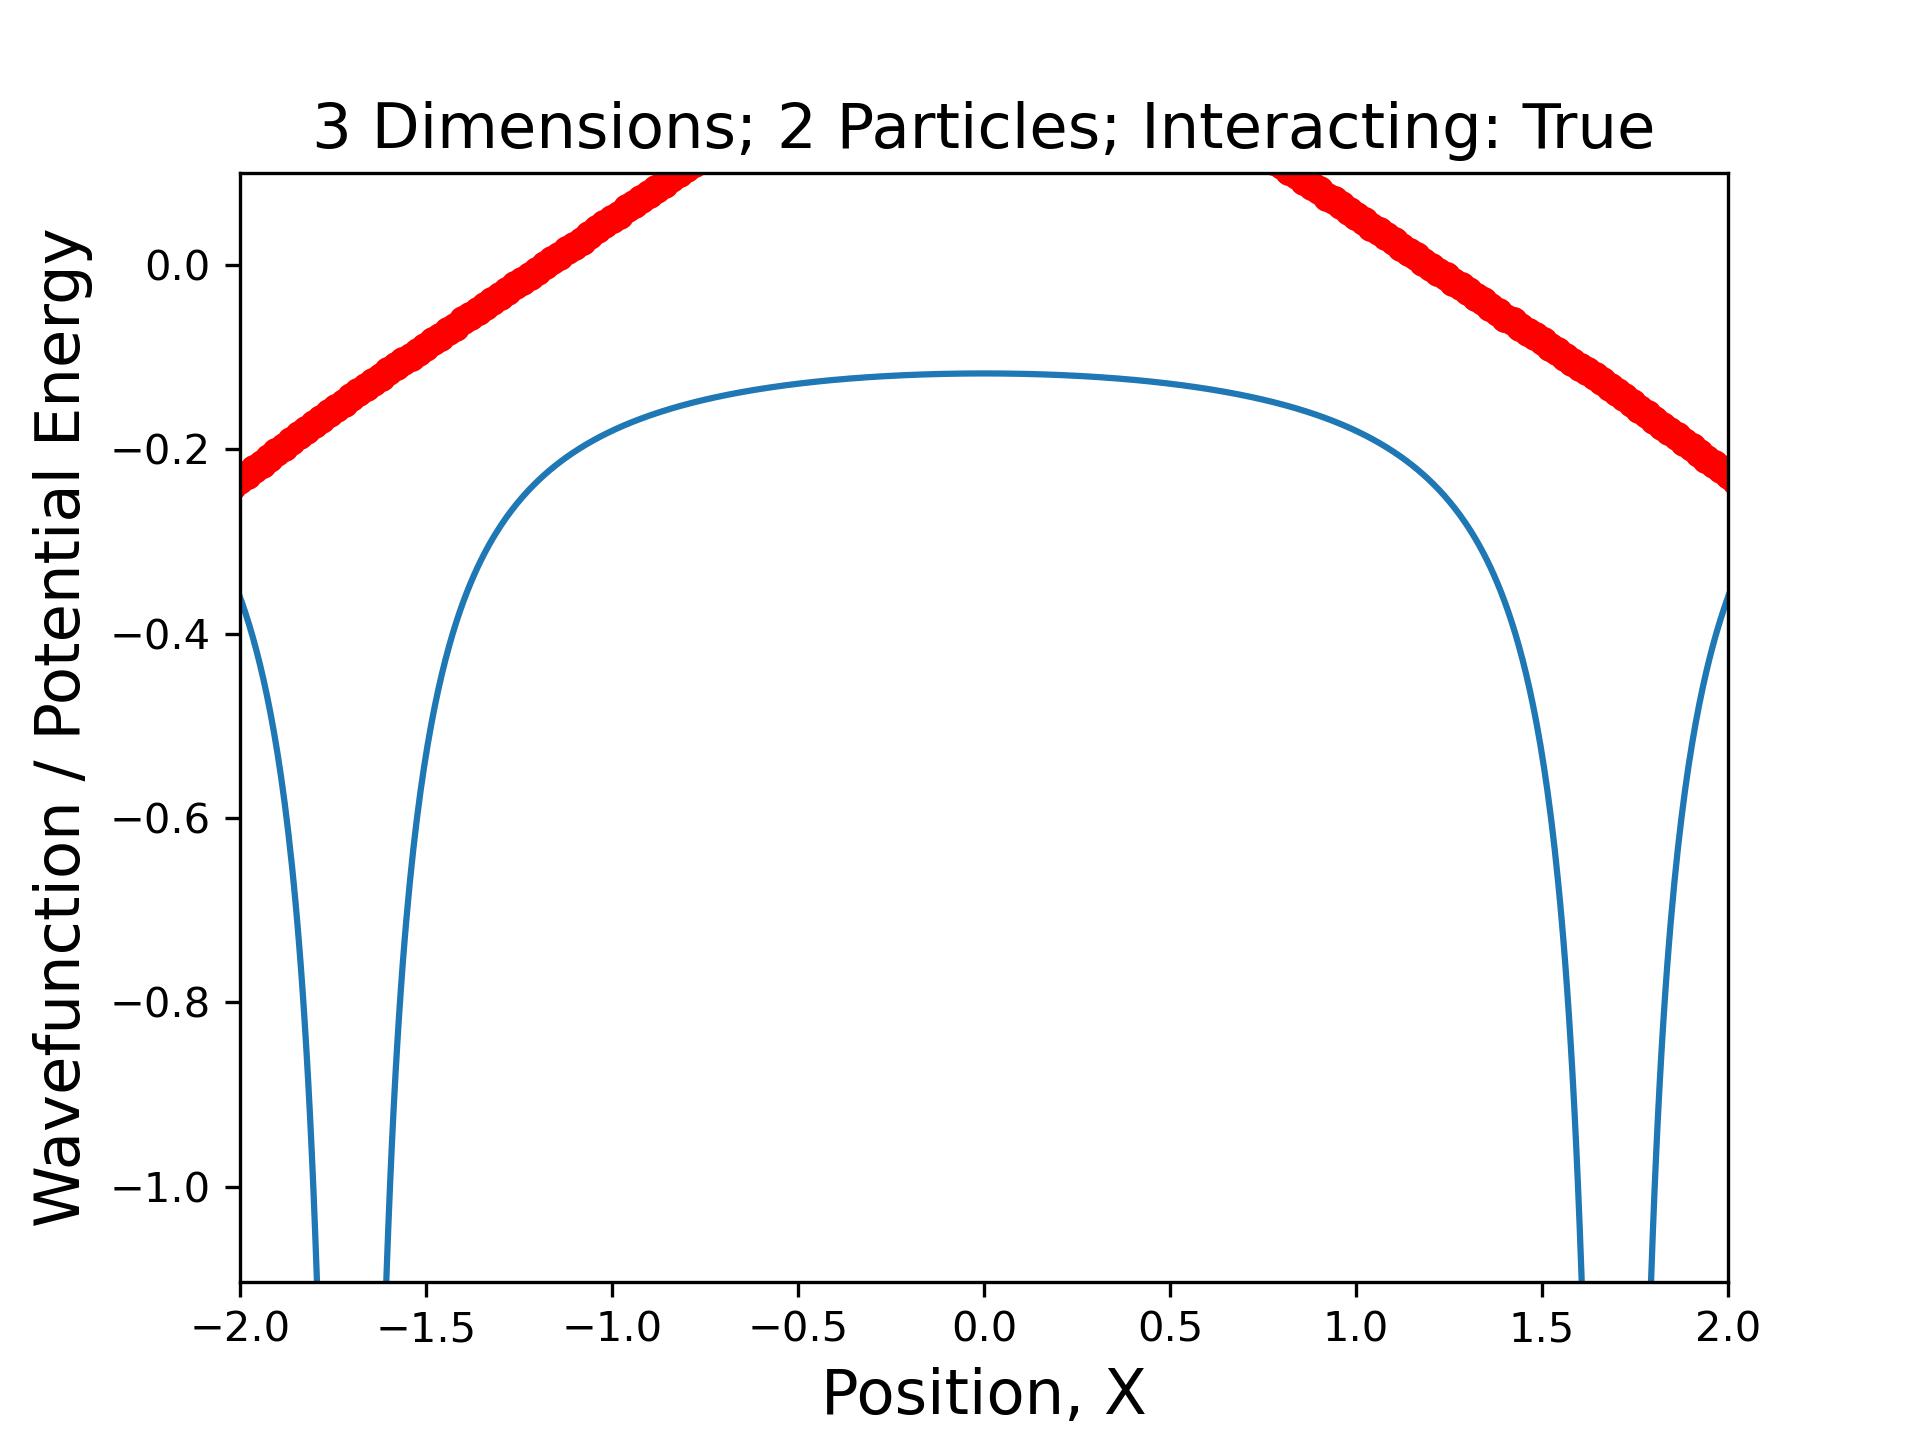 3 Dimensions; 2 Particles; Interacting: True
Wavefunction / Potential Energy
0.0
−0.2
−0.4
−0.6
−0.8
−1.0
−2.0 −1.5 −1.0 −0.5 0.0 0.5 1.0 1.5 2.0
Position, X